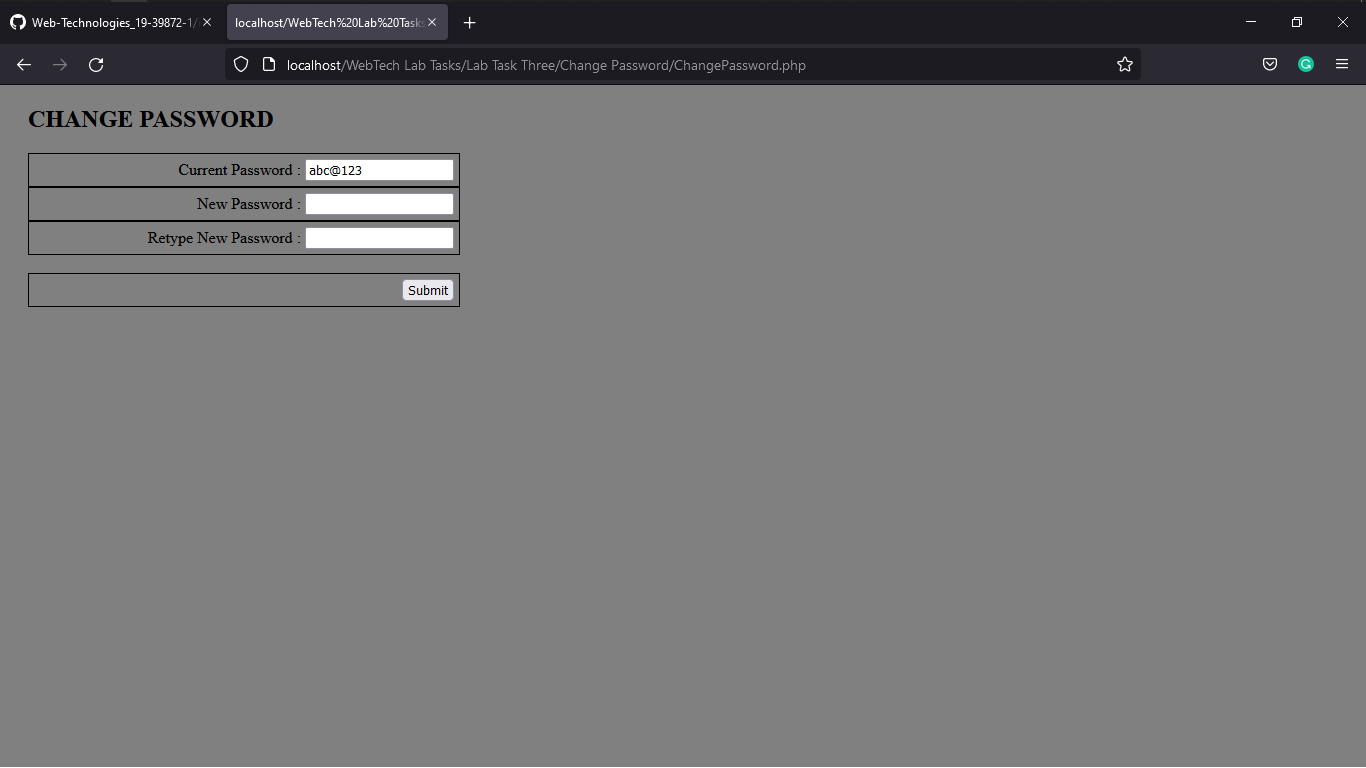 Web-Technologies_19-39872-1/
localhost/WebTech%20Lab%20Tasks
localhost/WebTech Lab Tasks/Lab Task Three/Change Password/ChangePassword.php
CHANGE PASSWORD
Current Password : abc@123
New Password :
Retype New Password :
Submit